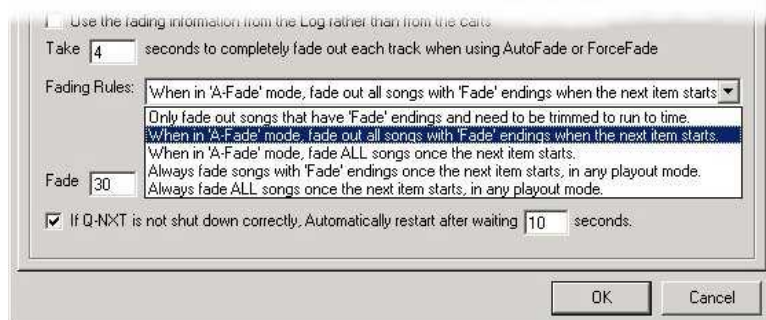 Use the fading information from the Log rather than from the carts
Take 4 seconds to completely fade out each track when using AutoFade or ForceFade
Fading Rules: When in 'A-Fade' mode, fade out all songs with 'Fade' endings when the next item starts
Only fade out songs that have 'Fade' endings and need to be trimmed to run to time.
When in 'A-Fade' mode, fade out all songs with 'Fade' endings when the next item starts.
When in 'A-Fade' mode, fade ALL songs once the next item starts.
Always fade songs with 'Fade' endings once the next item starts, in any playout mode.
Fade 30
Always fade ALL songs once the next item starts, in any playout mode.
If Q-NXT is not shut down correctly, Automatically restart after waiting 10 seconds.
OK Cancel